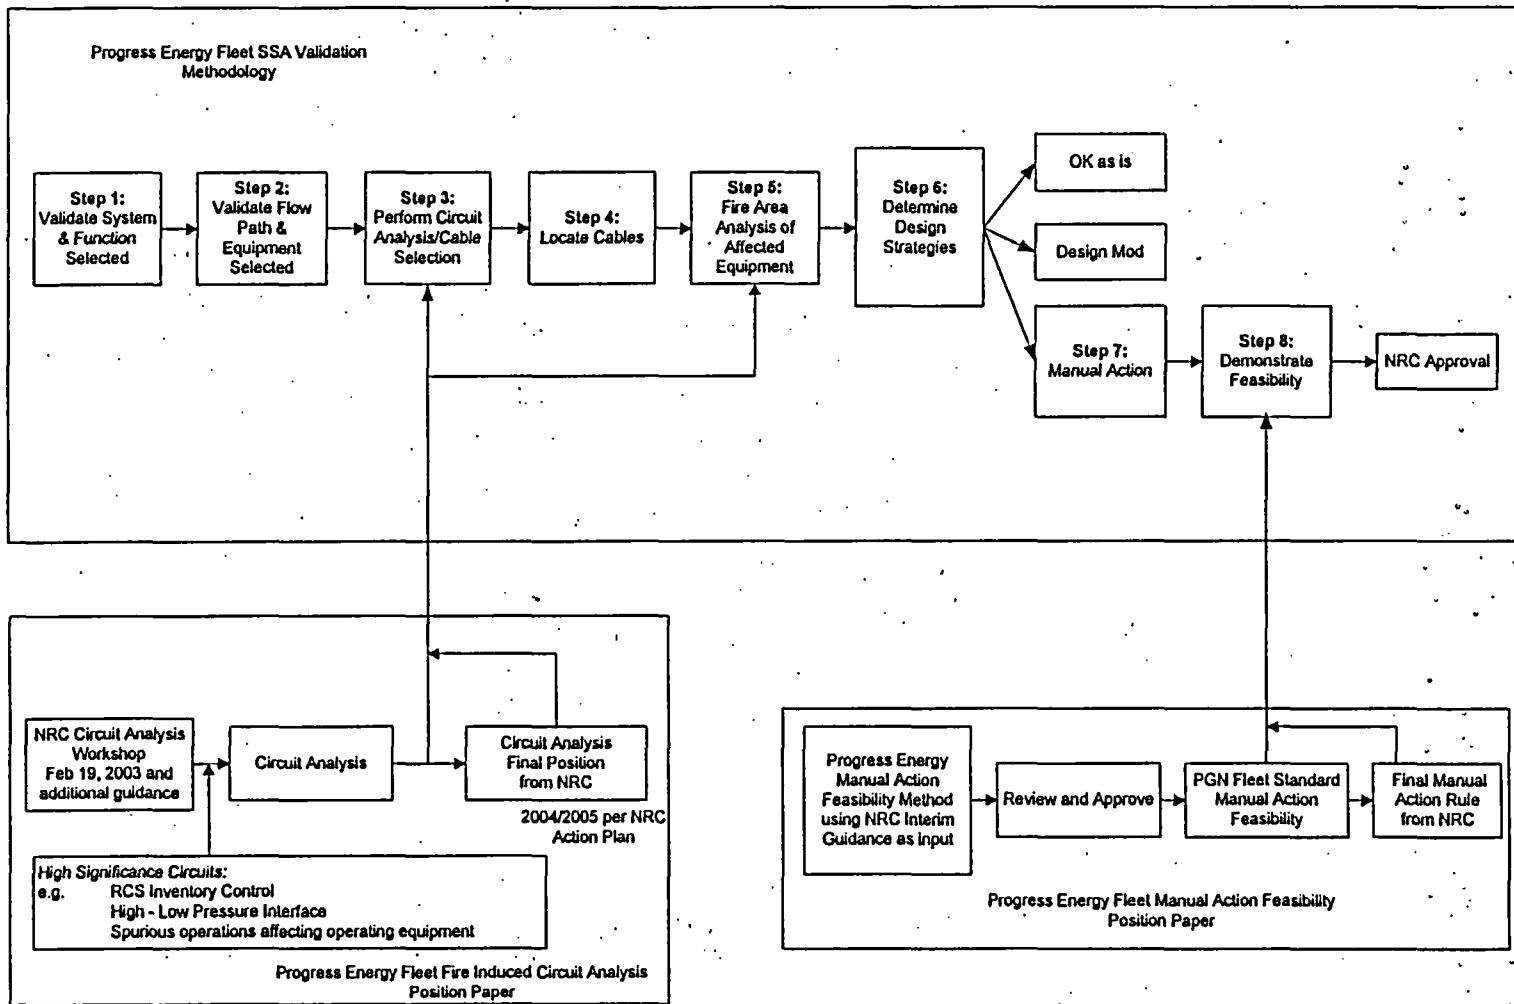 Progress Energy Fleet SSA Validation
Methodology
Step 1:
Validate System
& Function
Selected
Step 2:
Validate Flow
Path &
Equipment
Selected
Step 3:
Perform Circuit
Analysis/Cable
Selection
Step 4:
Locate Cables
Step 5:
Fire Area
Analysis of
Affected
Equipment
Step 6:
Determine
Design
Strategies
OK as is
Design Mod
Step 7:
Manual Action
Step 8:
Demonstrate
Feasibility
NRC Approval
NRC Circuit Analysis
Workshop
Feb 19, 2003 and
additional guidance
Circuit Analysis
Circuit Analysis
Final Position
from NRC
2004/2005 per NRC
Action Plan
High Significance Circuits:
e.g. RCS Inventory Control
High - Low Pressure Interface
Spurious operations affecting operating equipment
Progress Energy Fleet Fire Induced Circuit Analysis
Position Paper
Progress Energy
Manual Action
Feasibility Method
using NRC Interim
Guidance as input
Review and Approve
PGN Fleet Standard
Manual Action
Feasibility
Final Manual
Action Rule
from NRC
Progress Energy Fleet Manual Action Feasibility
Position Paper